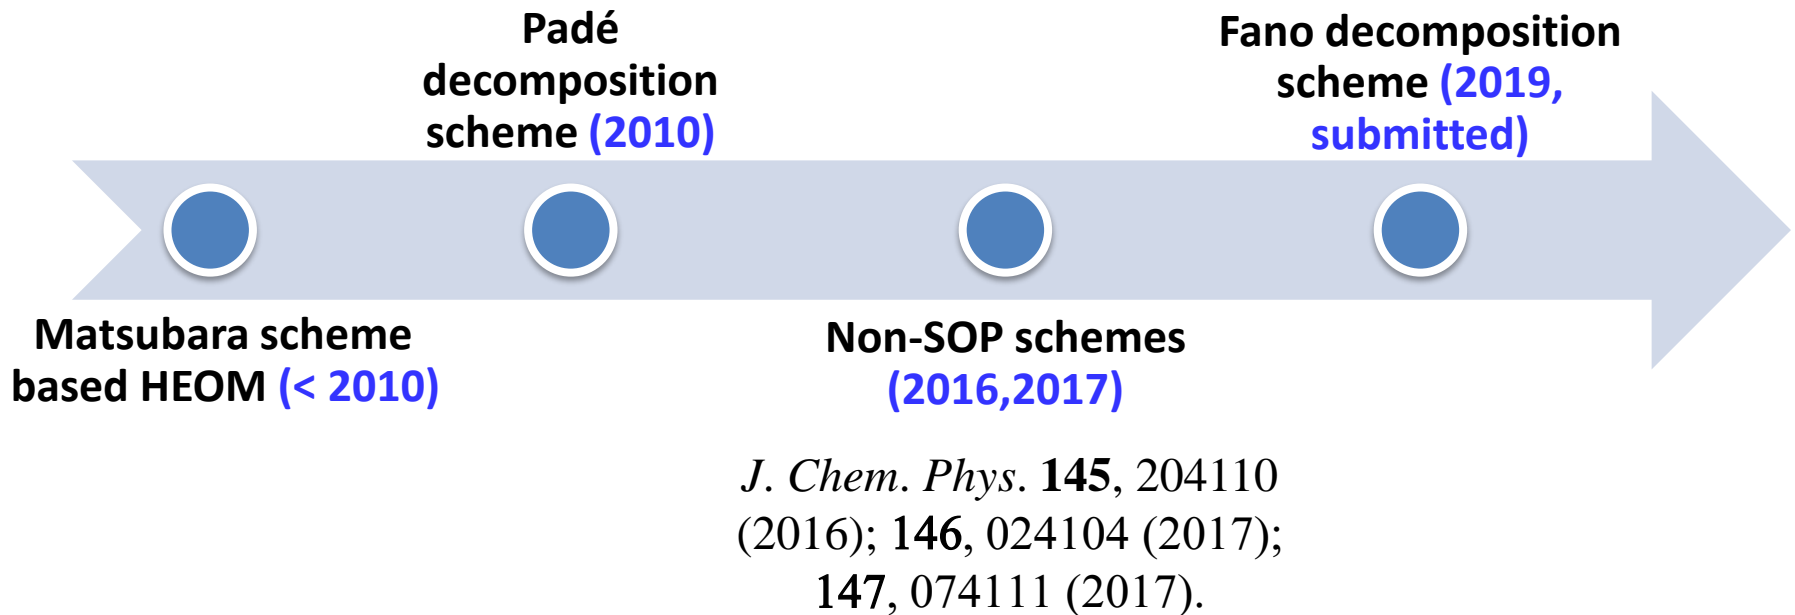 Padé
decomposition
scheme (2010)
Fano decomposition
scheme (2019,
submitted)
Matsubara scheme
based HEOM (< 2010)
Non-SOP schemes
(2016,2017)
J. Chem. Phys. 145, 204110
(2016); 146, 024104 (2017);
147, 074111 (2017).